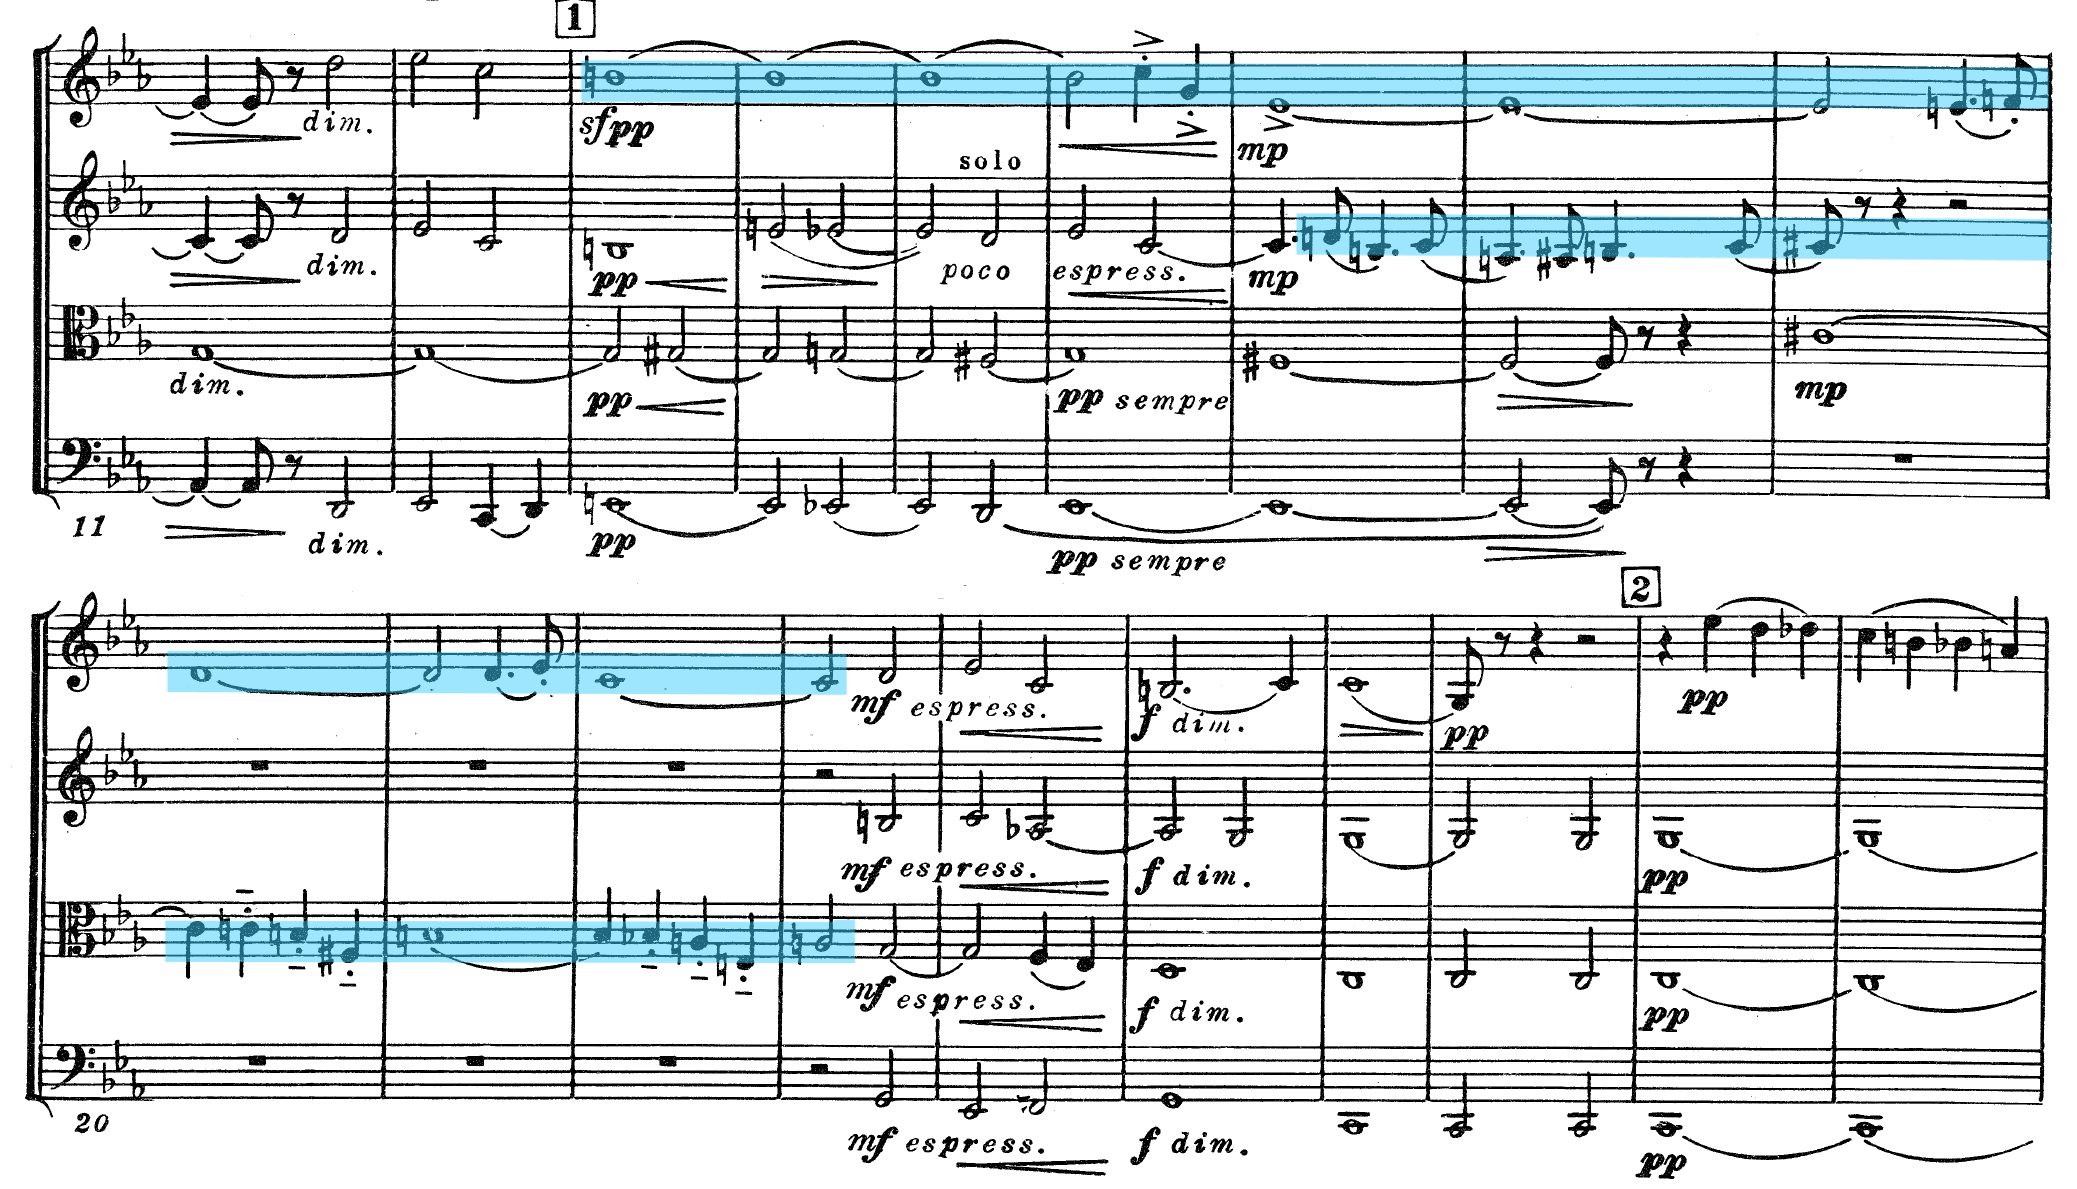 1
dim.
sfpp
mp
solo
dim.
pp
poco espress.
mp
dim.
pp
pp sempre
mp
11
dim.
pp
pp sempre
2
mf espress.
f dim.
pp
pp
mf espress.
f dim.
pp
mf espress.
f dim.
pp
20
mf espress.
f dim.
pp